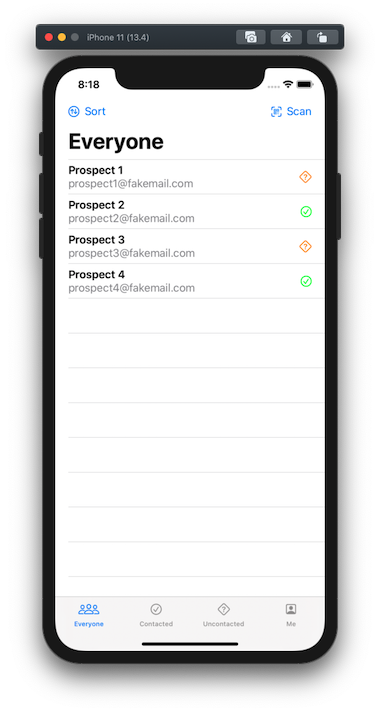 iPhone 11 (13.4)
8:18
Sort
Scan
Everyone
Prospect 1
prospect1@fakemail.com
Prospect 2
prospect2@fakemail.com
Prospect 3
prospect3@fakemail.com
Prospect 4
prospect4@fakemail.com
Everyone
Contacted
Uncontacted
Me